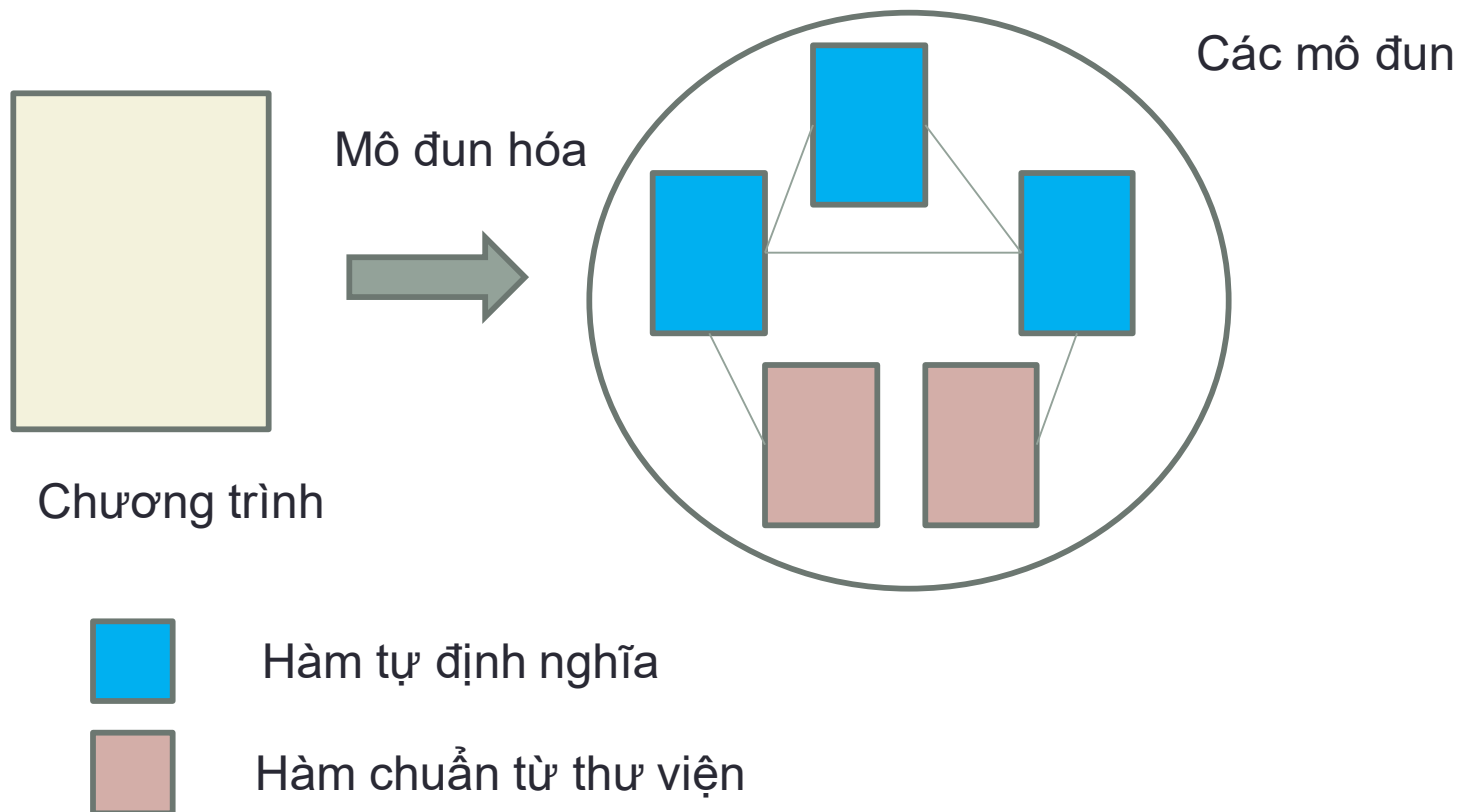 Các mô đun
Mô đun hóa
Chương trình
Hàm tự định nghĩa
Hàm chuẩn từ thư viện